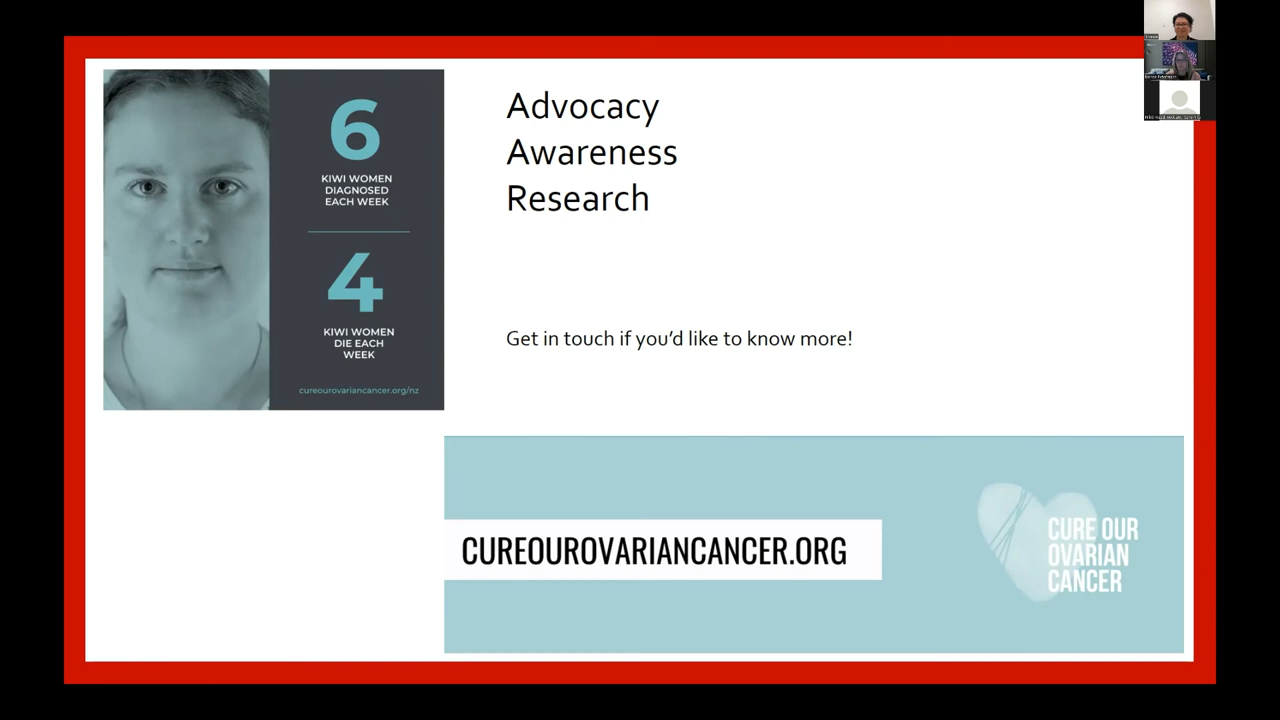 6
KIWI WOMEN
DIAGNOSED
EACH WEEK
4
KIWI WOMEN
DIE EACH
WEEK
cureourovariancancer.org/nz
Advocacy
Awareness
Research
Get in touch if you'd like to know more!
CUREOUROVARIANCANCER.ORG
CURE OUR
OVARIAN
CANCER